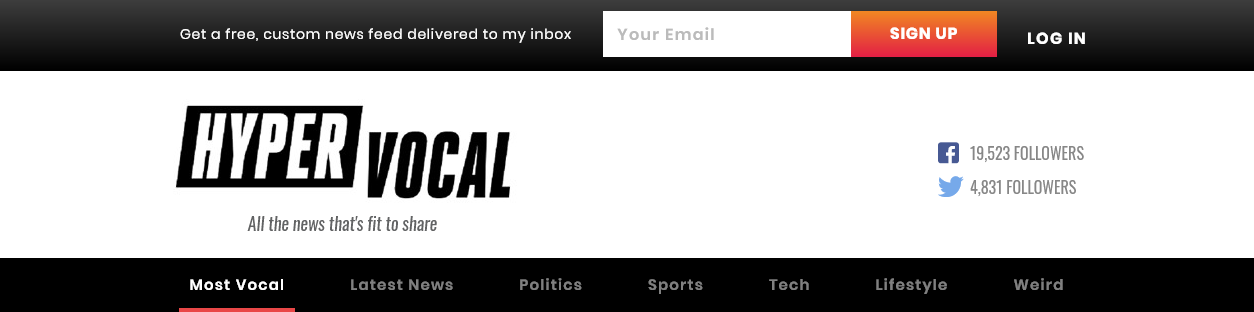 Get a free, custom news feed delivered to my inbox
Your Email
SIGN UP
LOG IN
HYPER VOCAL
All the news that's fit to share
19,523 FOLLOWERS
4,831 FOLLOWERS
Most Vocal
Latest News
Politics
Sports
Tech
Lifestyle
Weird